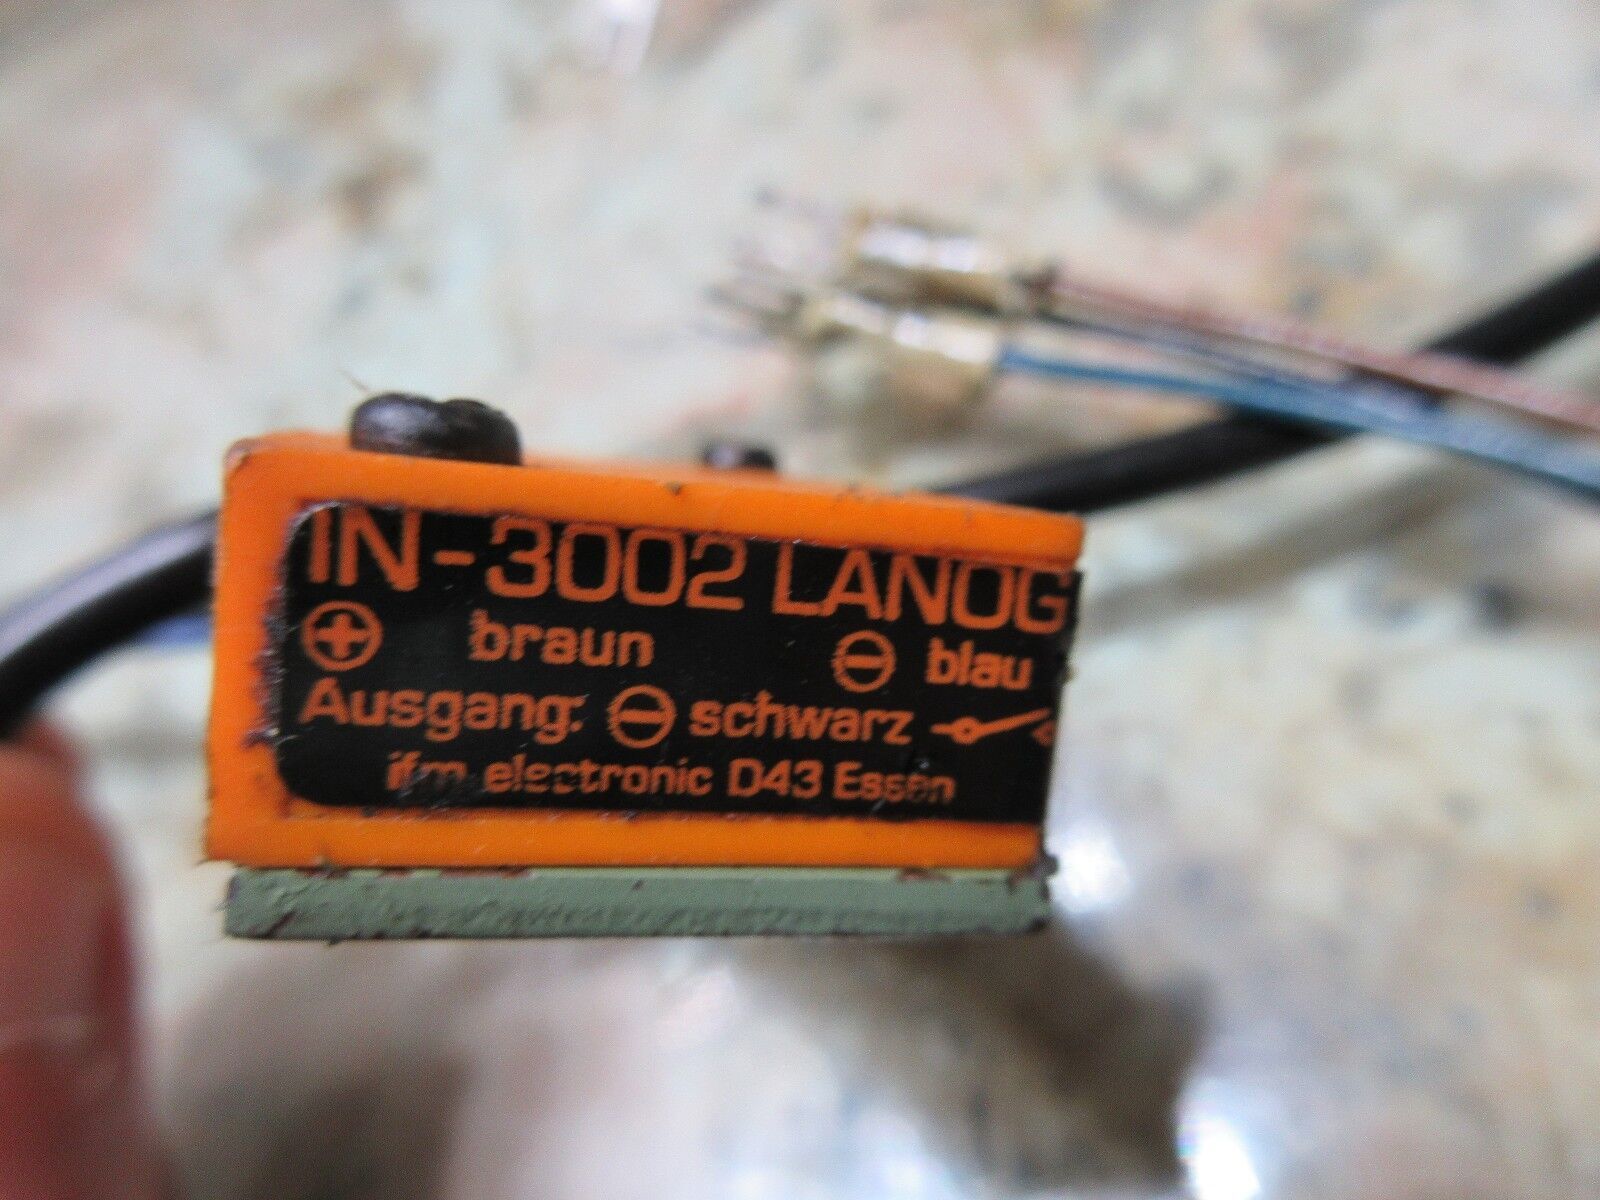 IN-3002 LANOG
⊕ braun ⊖ blau
Ausgang: ⊖ schwarz
ifm electronic D43 Essen